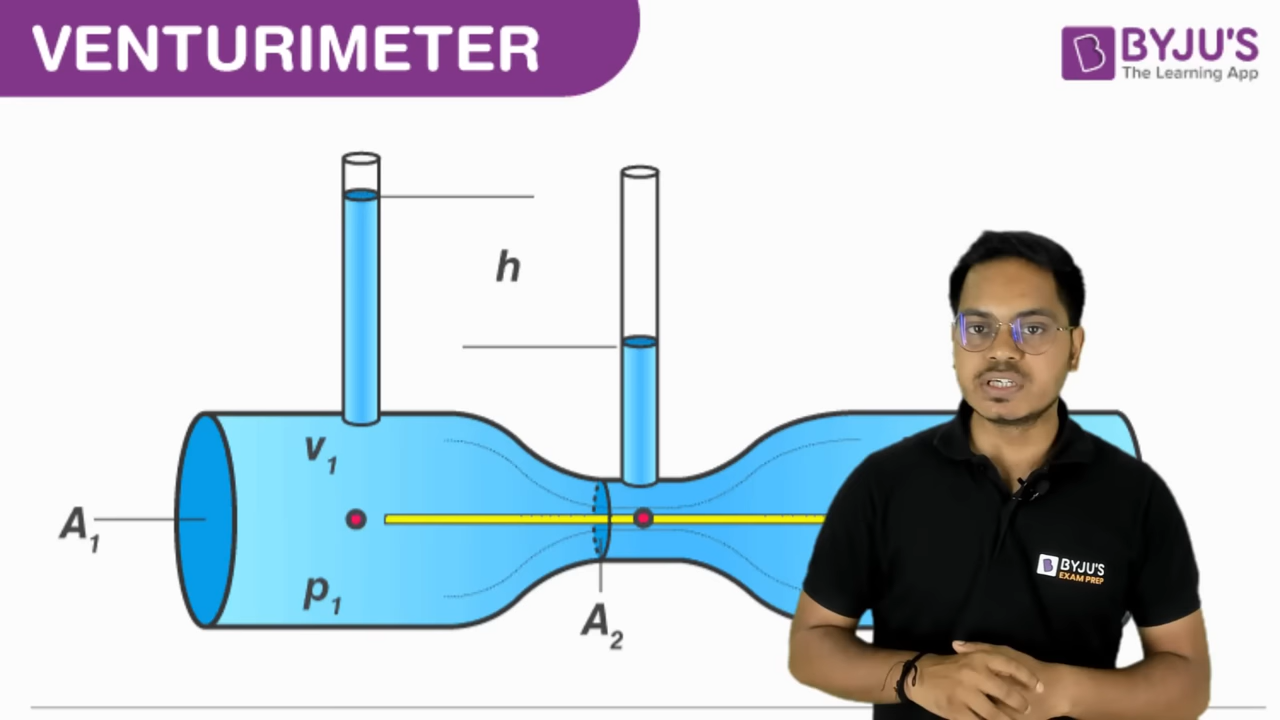 VENTURIMETER
BYJU'S
The Learning App
h
v1
A1
p1
A2
BYJU'S
EXAM PREP